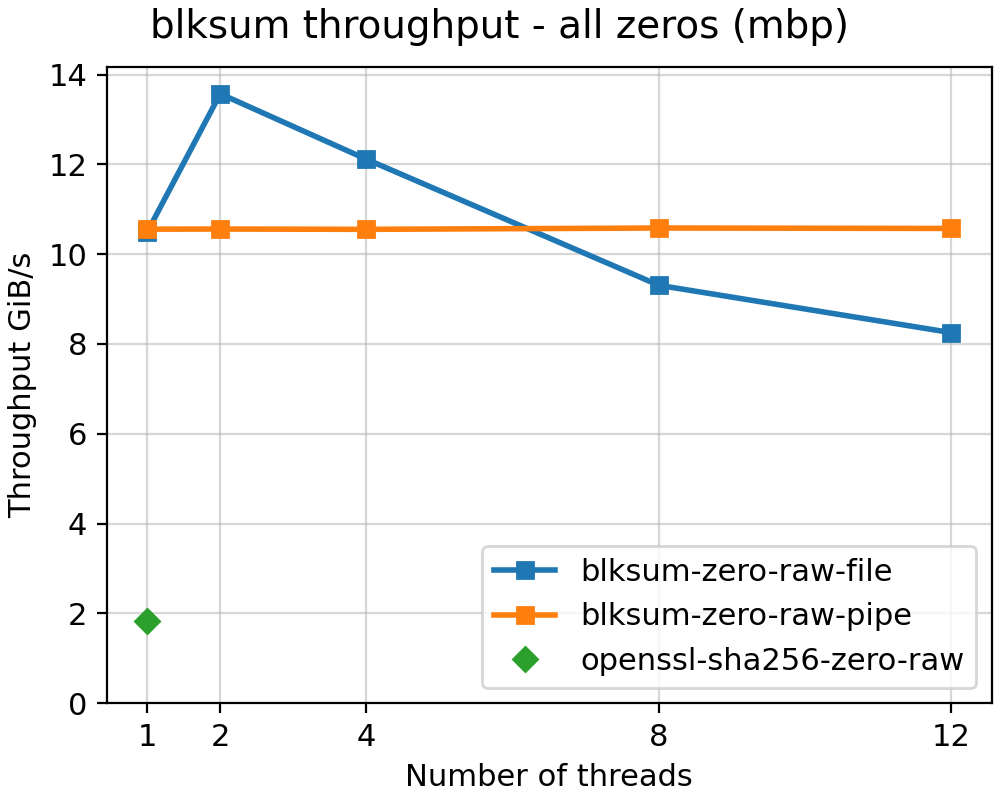 blksum throughput - all zeros (mbp)
Throughput GiB/s
14
12
10
8
6
4
2
0
blksum-zero-raw-file
blksum-zero-raw-pipe
openssl-sha256-zero-raw
1 2 4 8 12
Number of threads